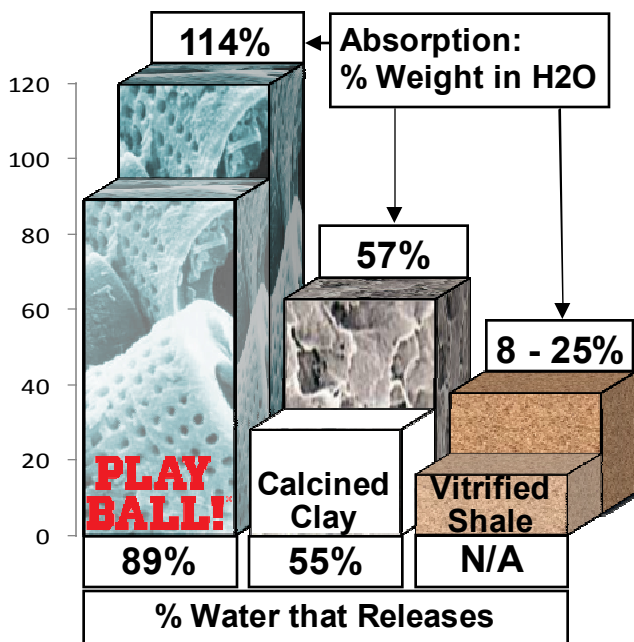 114%
Absorption:
% Weight in H2O
120
100
80
60
40
20
0
57%
8 - 25%
PLAY
BALL!
Calcined
Clay
Vitrified
Shale
89%
55%
N/A
% Water that Releases